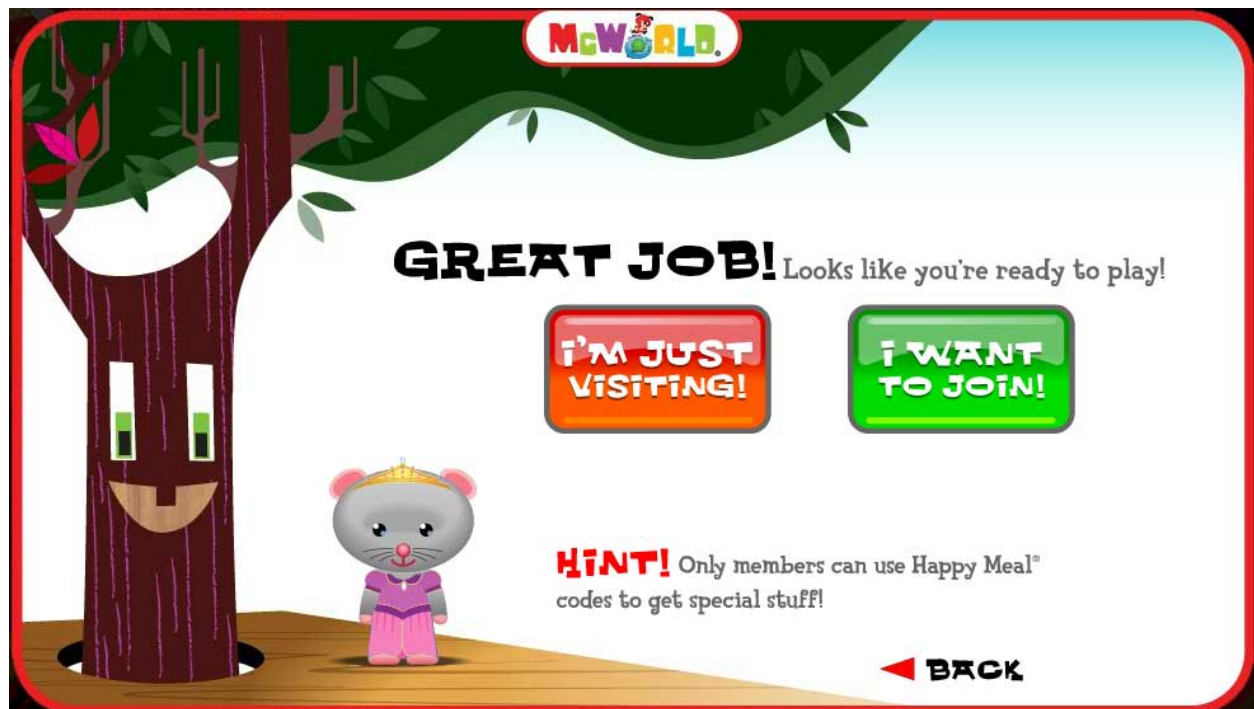 McWORLD.
GREAT JOB! Looks like you're ready to play!
I'M JUST
VISITING!
I WANT
TO JOIN!
HINT! Only members can use Happy Meal®
codes to get special stuff!
BACK